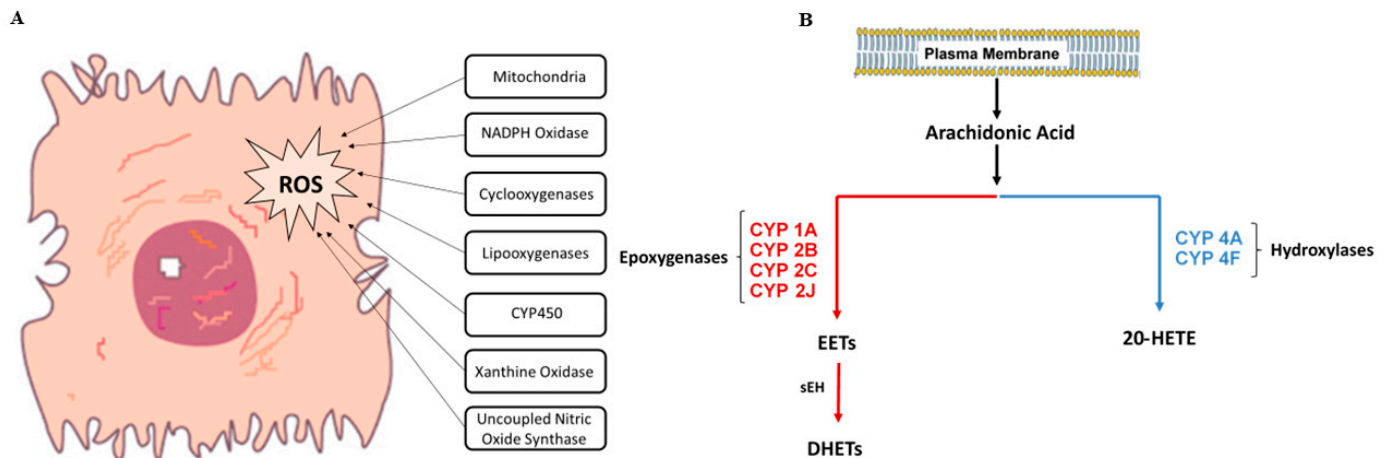 A
Mitochondria
NADPH Oxidase
Cyclooxygenases
Lipooxygenases
CYP450
Xanthine Oxidase
Uncoupled Nitric
Oxide Synthase
ROS
B
Plasma Membrane
Arachidonic Acid
Epoxygenases
CYP 1A
CYP 2B
CYP 2C
CYP 2J
CYP 4A
CYP 4F
Hydroxylases
EETs
20-HETE
sEH
DHETs